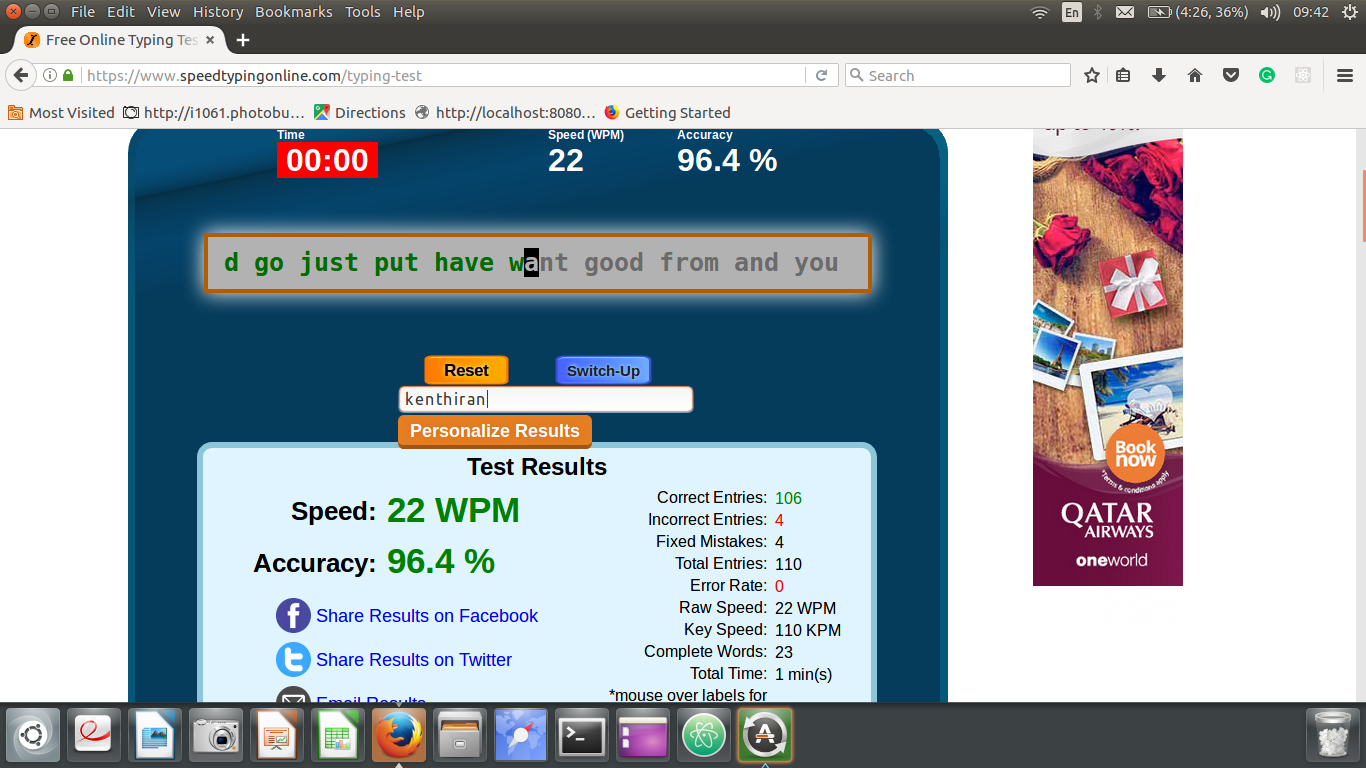 File Edit View History Bookmarks Tools Help
En (4:26, 36%) 09:42
Free Online Typing Tes × +
https://www.speedtypingonline.com/typing-test Search
Most Visited http://i1061.photobu... Directions http://localhost:8080... Getting Started
Time Speed (WPM) Accuracy
00:00 22 96.4 %
d go just put have want good from and you
Reset Switch-Up
kenthiran
Personalize Results
Test Results
Speed: 22 WPM
Accuracy: 96.4 %
Share Results on Facebook
Share Results on Twitter
Email Results
Correct Entries: 106
Incorrect Entries: 4
Fixed Mistakes: 4
Total Entries: 110
Error Rate: 0
Raw Speed: 22 WPM
Key Speed: 110 KPM
Complete Words: 23
Total Time: 1 min(s)
*mouse over labels for
Book
now
*Terms & conditions apply
QATAR
AIRWAYS
oneworld